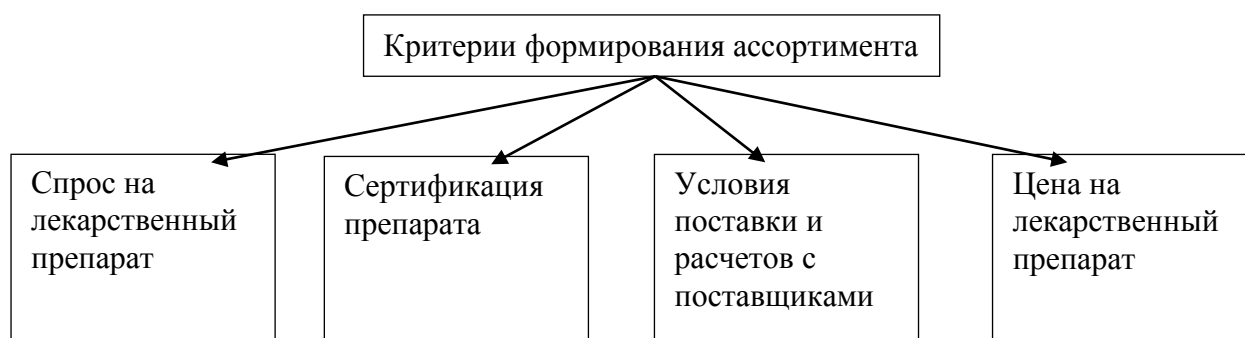 Критерии формирования ассортимента
Спрос на
лекарственный
препарат
Сертификация
препарата
Условия
поставки и
расчетов с
поставщиками
Цена на
лекарственный
препарат